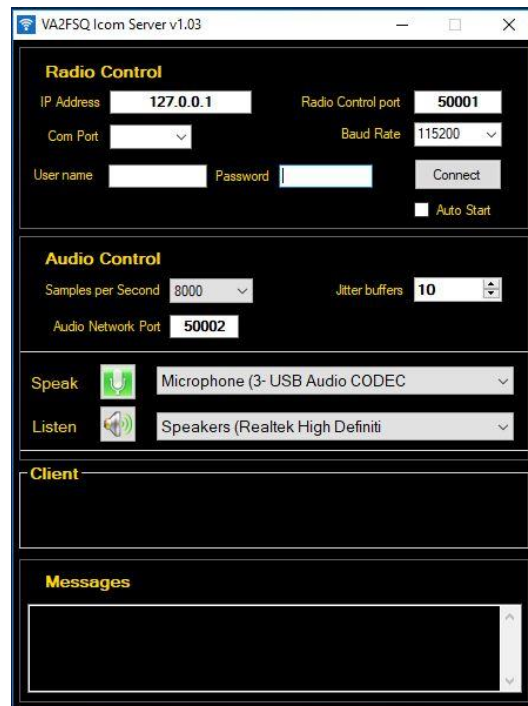 VA2FSQ Icom Server v1.03
Radio Control
IP Address 127.0.0.1 Radio Control port 50001
Com Port Baud Rate 115200
User name Password Connect
Auto Start
Audio Control
Samples per Second 8000 Jitter buffers 10
Audio Network Port 50002
Speak Microphone (3- USB Audio CODEC
Listen Speakers (Realtek High Definiti
Client
Messages